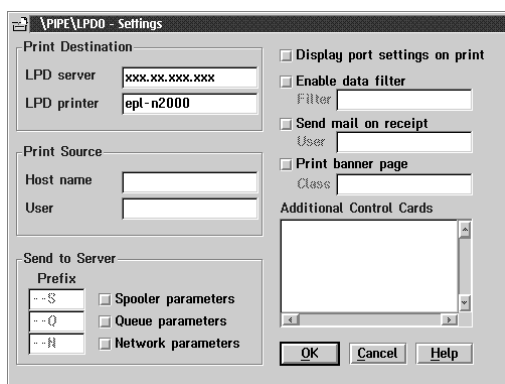 \PIPE\LPD0 - Settings
Print Destination
LPD server xxx.xx.xxx.xxx
LPD printer epl-n2000
Print Source
Host name
User
Send to Server
Prefix
--S Spooler parameters
--Q Queue parameters
--N Network parameters
Display port settings on print
Enable data filter
Filter
Send mail on receipt
User
Print banner page
Class
Additional Control Cards
OK Cancel Help